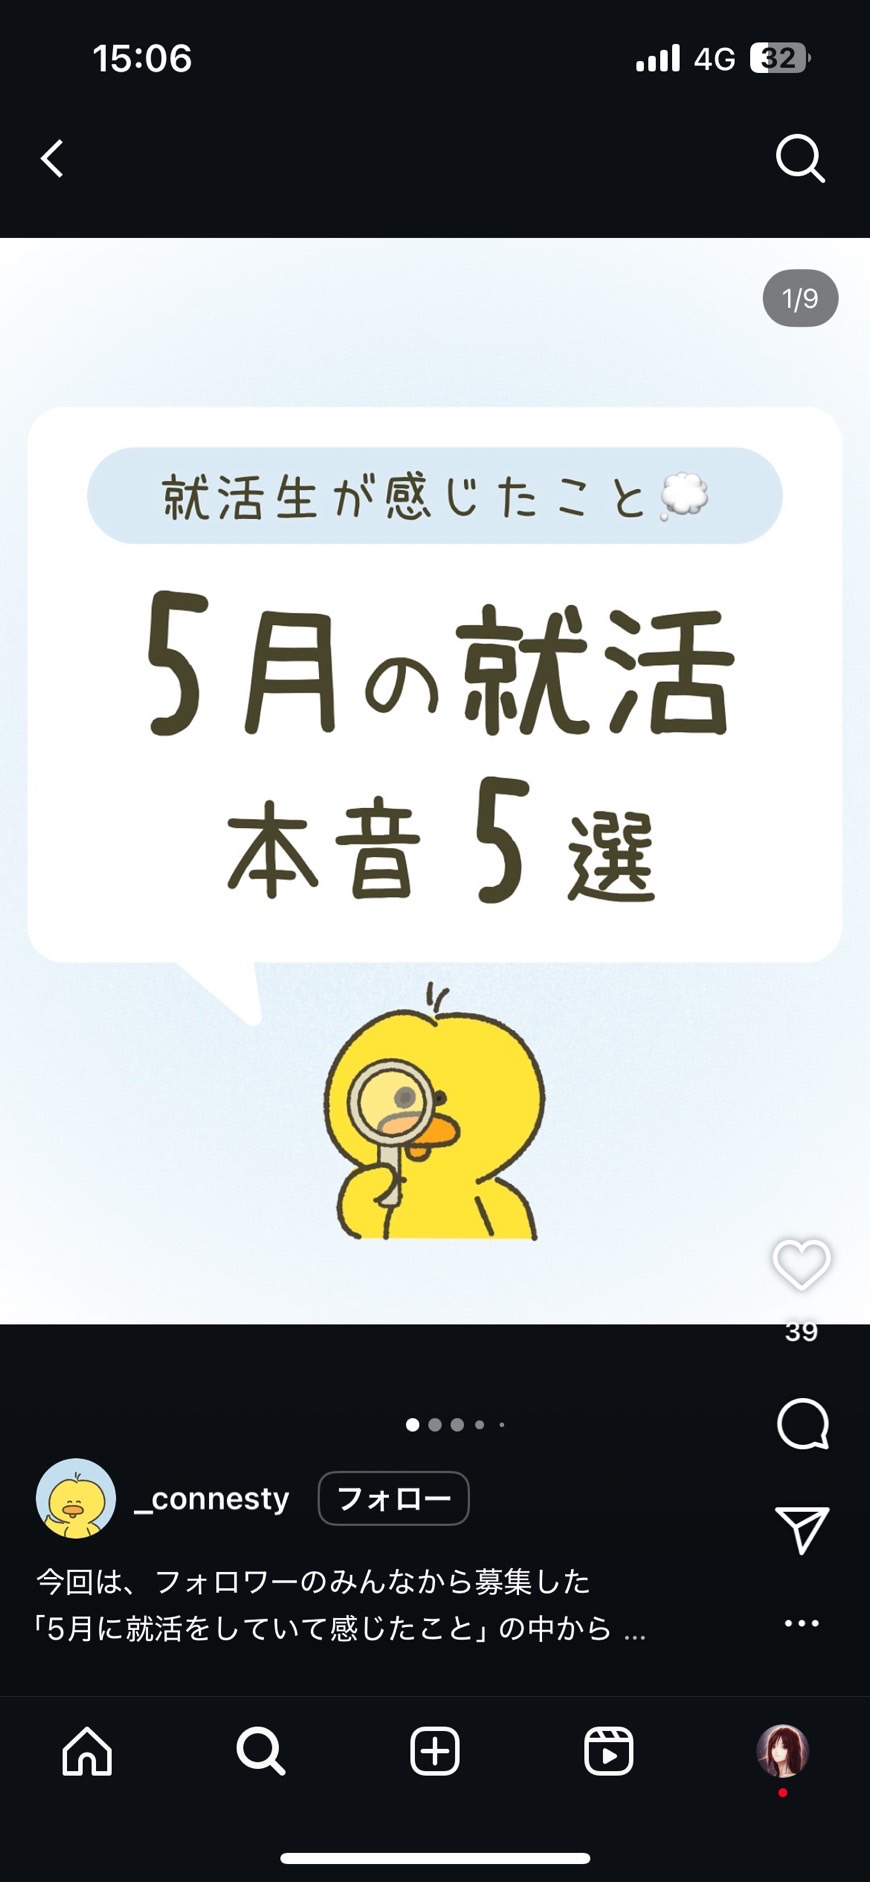 15:06
4G 32
1/9
就活生が感じたこと💭
5月の就活
本音5選
39
_connesty フォロー
今回は、フォロワーのみんなから募集した
「5月に就活をしていて感じたこと」の中から ...